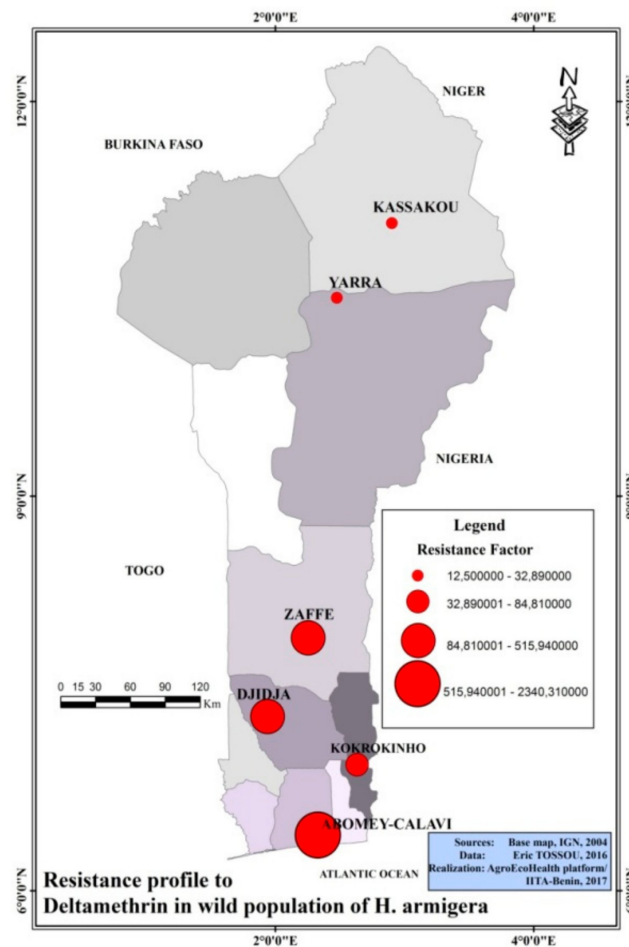 2°0'0"E
4°0'0"E
N
12°0'0"N
NIGER
BURKINA FASO
KASSAKOU
YARRA
NIGERIA
9°0'0"N
Legend
Resistance Factor
12,500000 - 32,890000
32,890001 - 84,810000
84,810001 - 515,940000
515,940001 - 2340,310000
TOGO
ZAFFE
0 15 30 60 90 120
Km
DJIDJA
KOKROKINHO
ABOMEY-CALAVI
Sources: Base map, IGN, 2004
Data: Eric TOSSOU, 2016
Realization: AgroEcoHealth platform/
IITA-Benin, 2017
ATLANTIC OCEAN
Resistance profile to
Deltamethrin in wild population of H. armigera
6°0'0"N
2°0'0"E
4°0'0"E